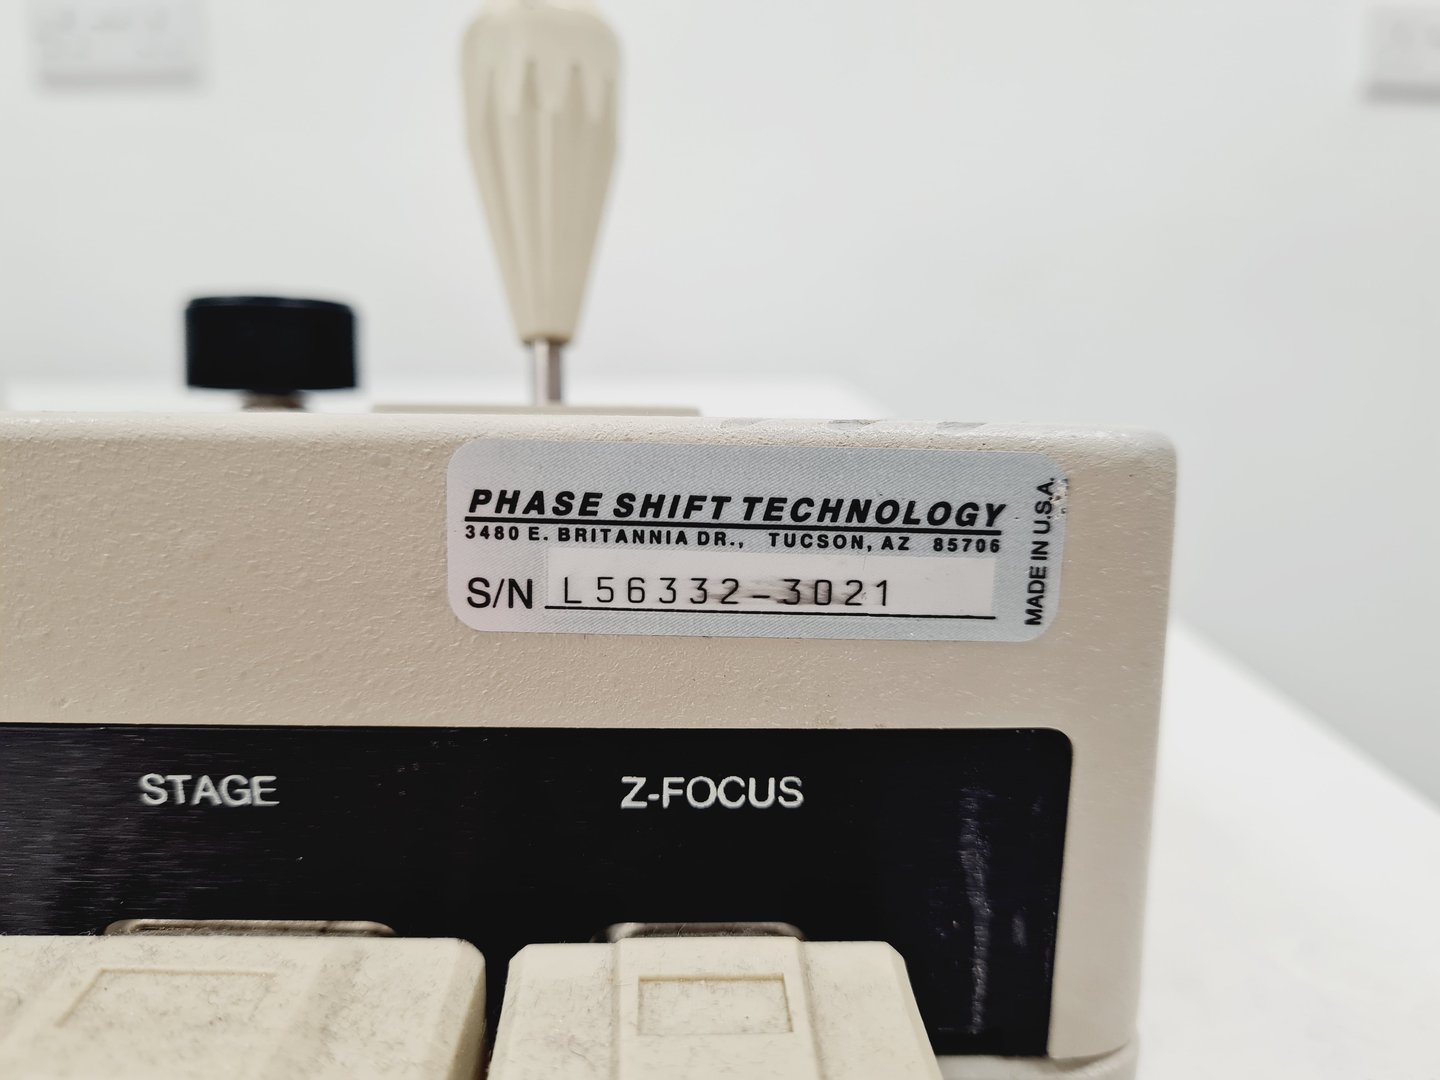 PHASE SHIFT TECHNOLOGY
3480 E. BRITANNIA DR., TUCSON, AZ 85706
S/N L56332-3021
MADE IN U.S.A.
STAGE
Z-FOCUS